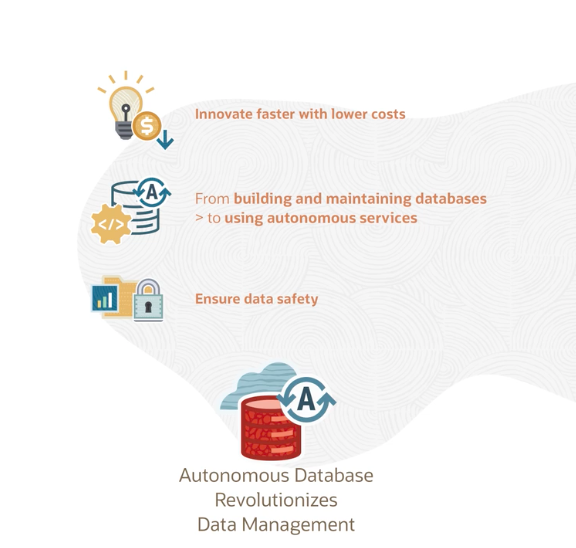 $
Innovate faster with lower costs
A
</>
From building and maintaining databases
> to using autonomous services
Ensure data safety
A
Autonomous Database
Revolutionizes
Data Management